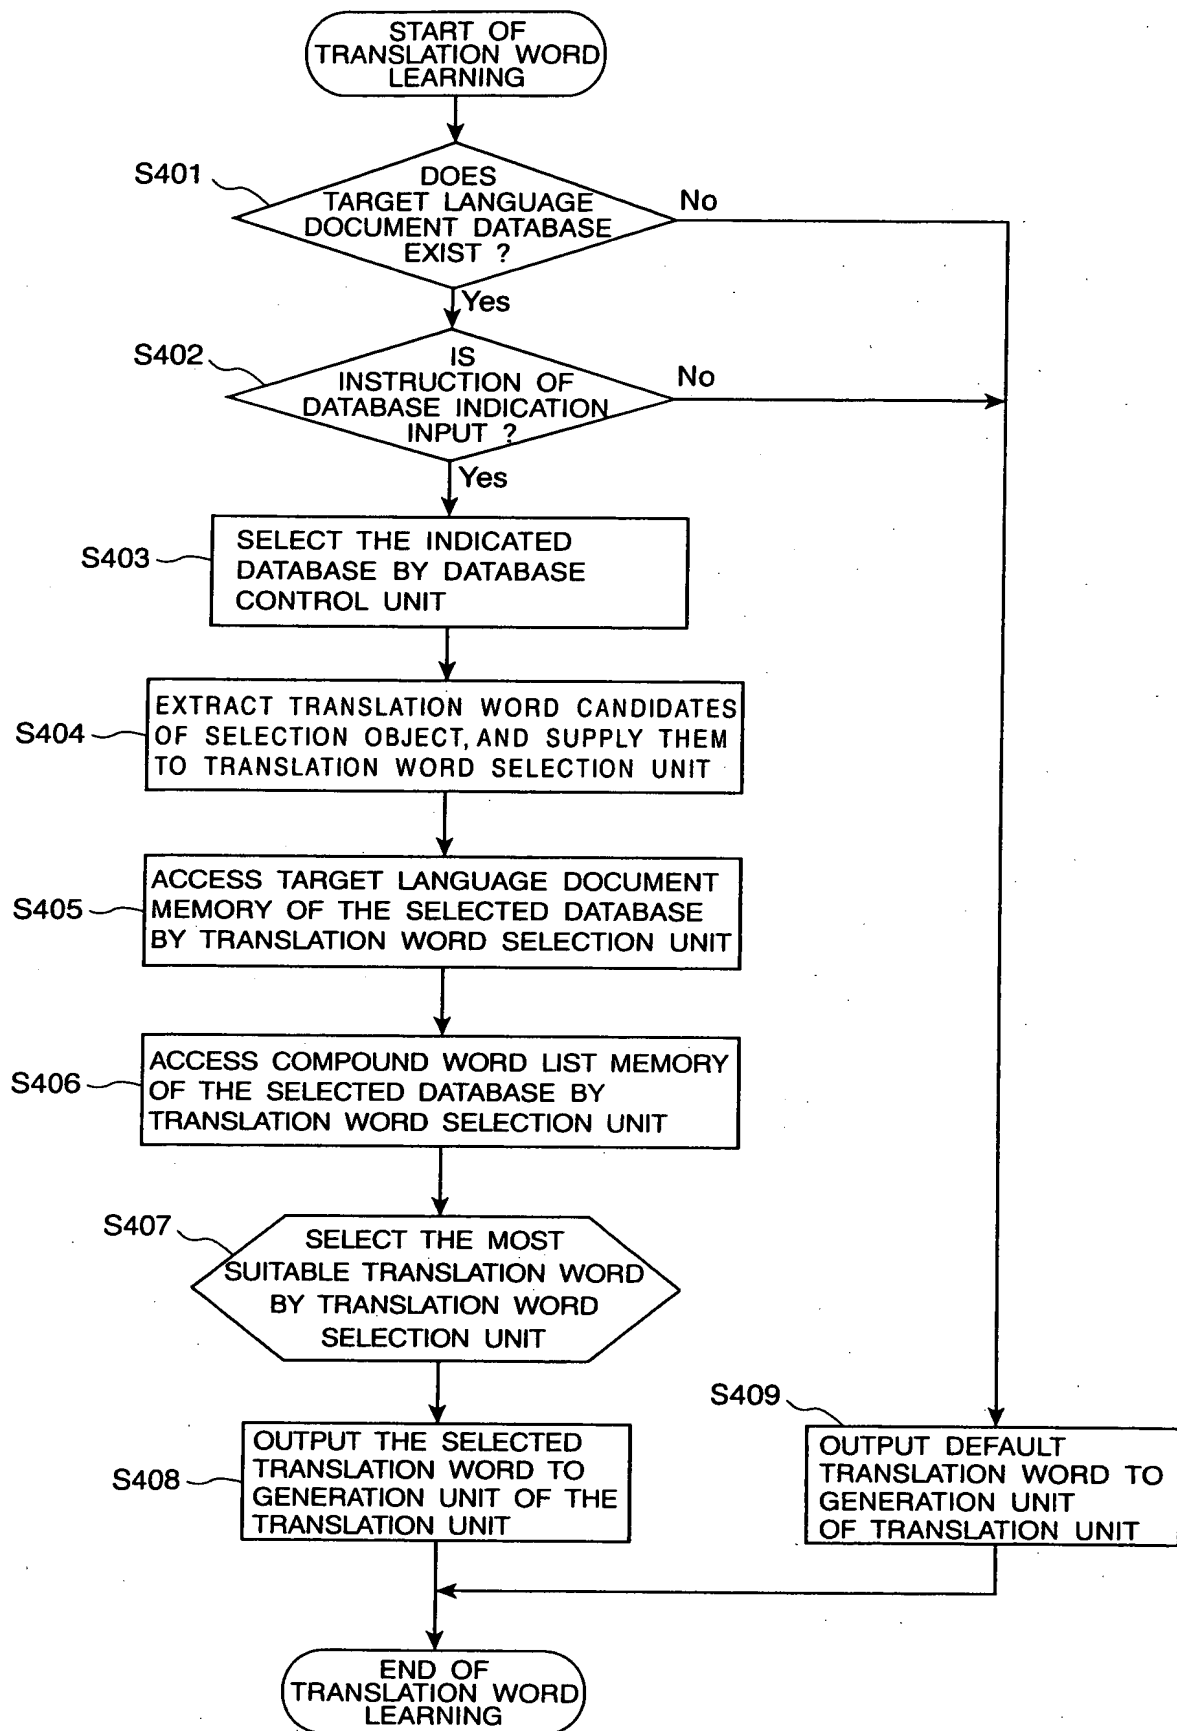 START OF
TRANSLATION WORD
LEARNING
S401
DOES
TARGET LANGUAGE
DOCUMENT DATABASE
EXIST ?
No
Yes
S402
IS
INSTRUCTION OF
DATABASE INDICATION
INPUT ?
No
Yes
S403
SELECT THE INDICATED
DATABASE BY DATABASE
CONTROL UNIT
S404
EXTRACT TRANSLATION WORD CANDIDATES
OF SELECTION OBJECT, AND SUPPLY THEM
TO TRANSLATION WORD SELECTION UNIT
S405
ACCESS TARGET LANGUAGE DOCUMENT
MEMORY OF THE SELECTED DATABASE
BY TRANSLATION WORD SELECTION UNIT
S406
ACCESS COMPOUND WORD LIST MEMORY
OF THE SELECTED DATABASE BY
TRANSLATION WORD SELECTION UNIT
S407
SELECT THE MOST
SUITABLE TRANSLATION WORD
BY TRANSLATION WORD
SELECTION UNIT
S408
OUTPUT THE SELECTED
TRANSLATION WORD TO
GENERATION UNIT OF THE
TRANSLATION UNIT
S409
OUTPUT DEFAULT
TRANSLATION WORD TO
GENERATION UNIT
OF TRANSLATION UNIT
END OF
TRANSLATION WORD
LEARNING